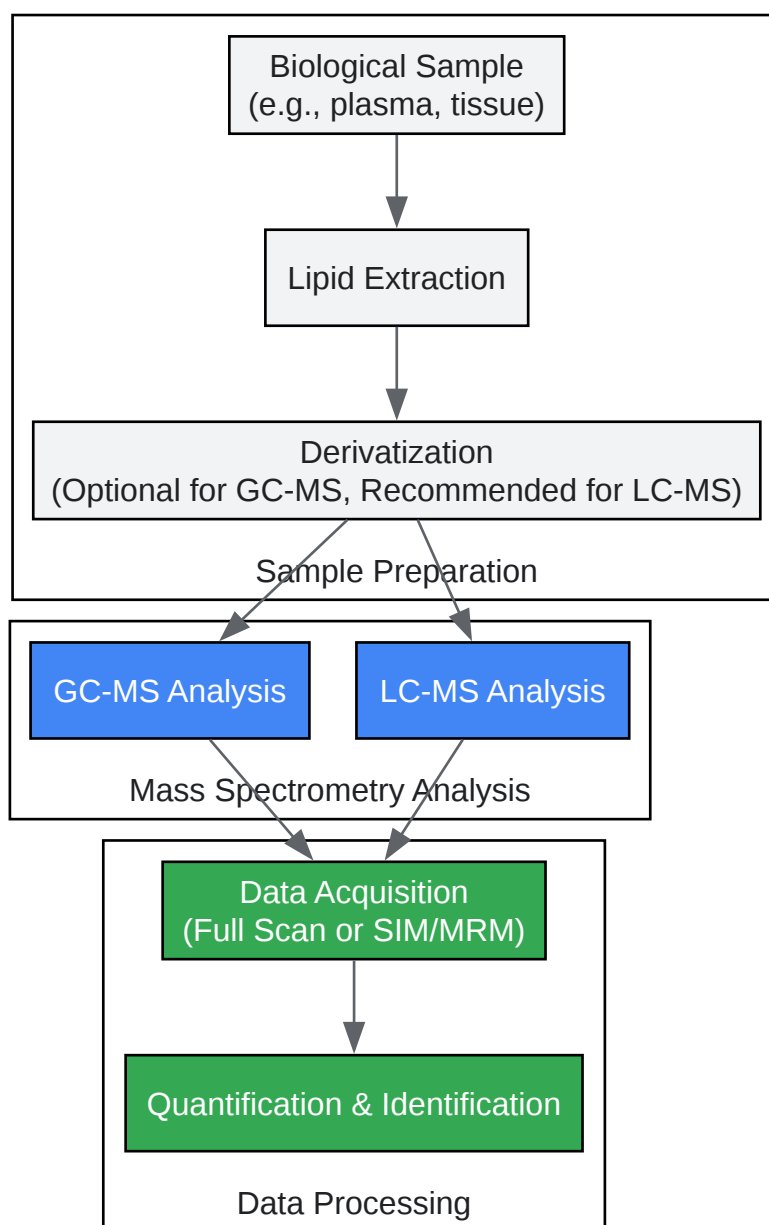 Biological Sample
(e.g., plasma, tissue)
Lipid Extraction
Derivatization
(Optional for GC-MS, Recommended for LC-MS)
Sample Preparation
GC-MS Analysis
LC-MS Analysis
Mass Spectrometry Analysis
Data Acquisition
(Full Scan or SIM/MRM)
Quantification & Identification
Data Processing